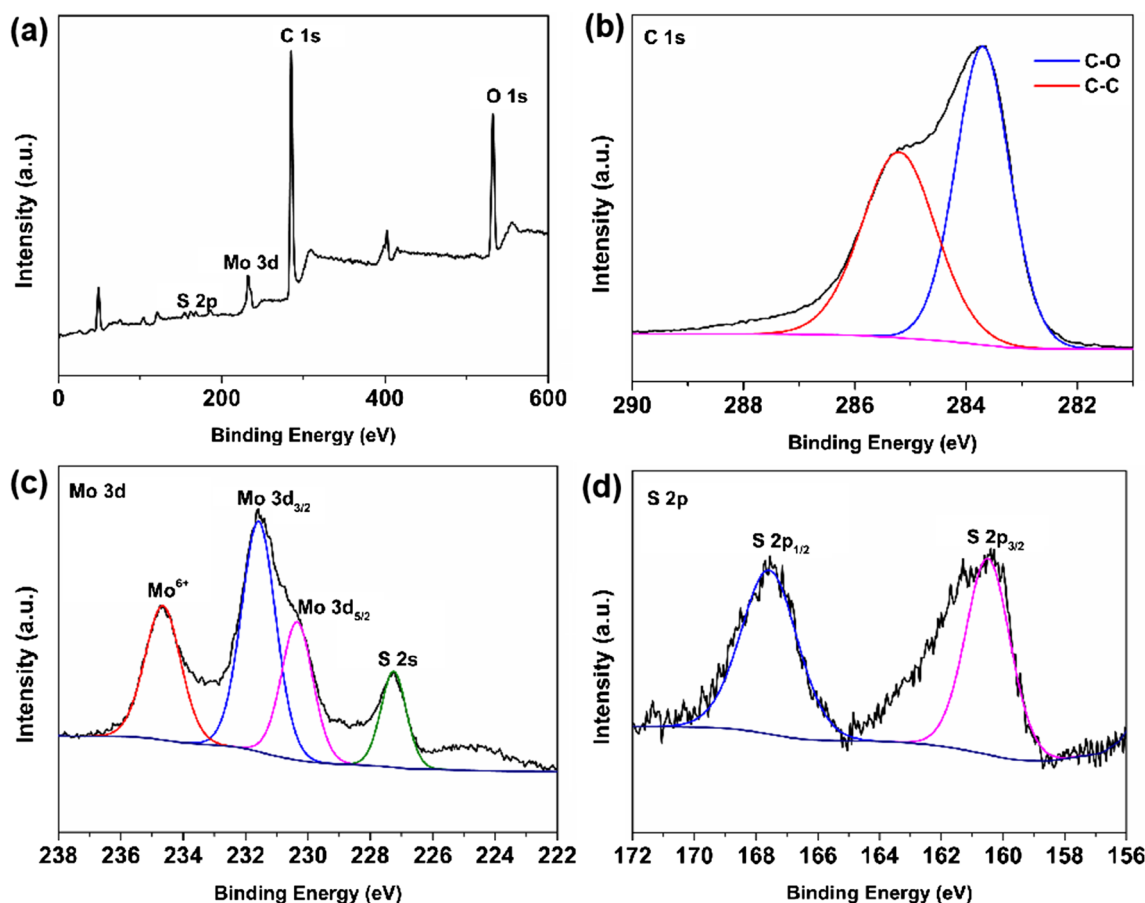 (a)
C 1s
O 1s
Mo 3d
S 2p
Intensity (a.u.)
0 200 400 600
Binding Energy (eV)
(b)
C 1s
C-O
C-C
Intensity (a.u.)
290 288 286 284 282
Binding Energy (eV)
(c)
Mo 3d
Mo 3d3/2
Mo6+
Mo 3d5/2
S 2s
Intensity (a.u.)
238 236 234 232 230 228 226 224 222
Binding Energy (eV)
(d)
S 2p
S 2p1/2
S 2p3/2
Intensity (a.u.)
172 170 168 166 164 162 160 158 156
Binding Energy (eV)